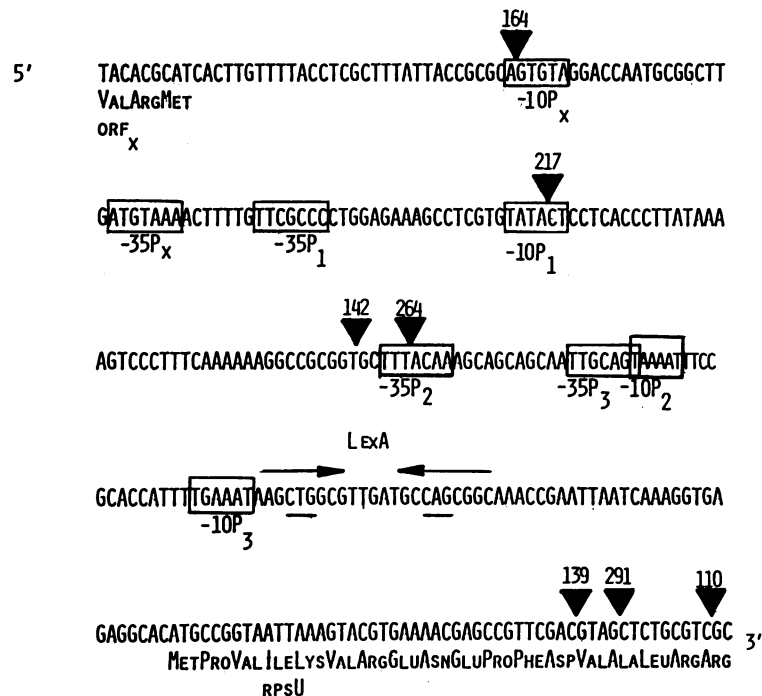 164
5' TACACGCATCACTTGTTTTACCTCGCTTTATTACCGCGCAGTGTAGGACCAATGCGGCTT
VALARGMET -10Px
ORFx
217
GATGTAAAACTTTTGTTCGCCCCTGGAGAAAGCCTCGTGTATACTCCTCACCCTTATAAA
-35Px -35P1 -10P1
142 264
AGTCCCTTTCAAAAAAGGCCGCGGTGCTTTACAAAGCAGCAGCAATTGCAGTAAAATTTCC
-35P2 -35P3 -10P2
LEXA
GCACCATTTTGAAATAAGCTGGCGTTGATGCCAGCGGCAAACCGAATTAATCAAAGGTGA
-10P3
139 291 110
GAGGCACATGCCGGTAATTAAAGTACGTGAAAACGAGCCGTTCGACGTAGCTCTGCGTCGC 3'
METPROVALILELYSVALARGGLUASNGLUPROPHEASPVALALALEUARGARG
RPSU